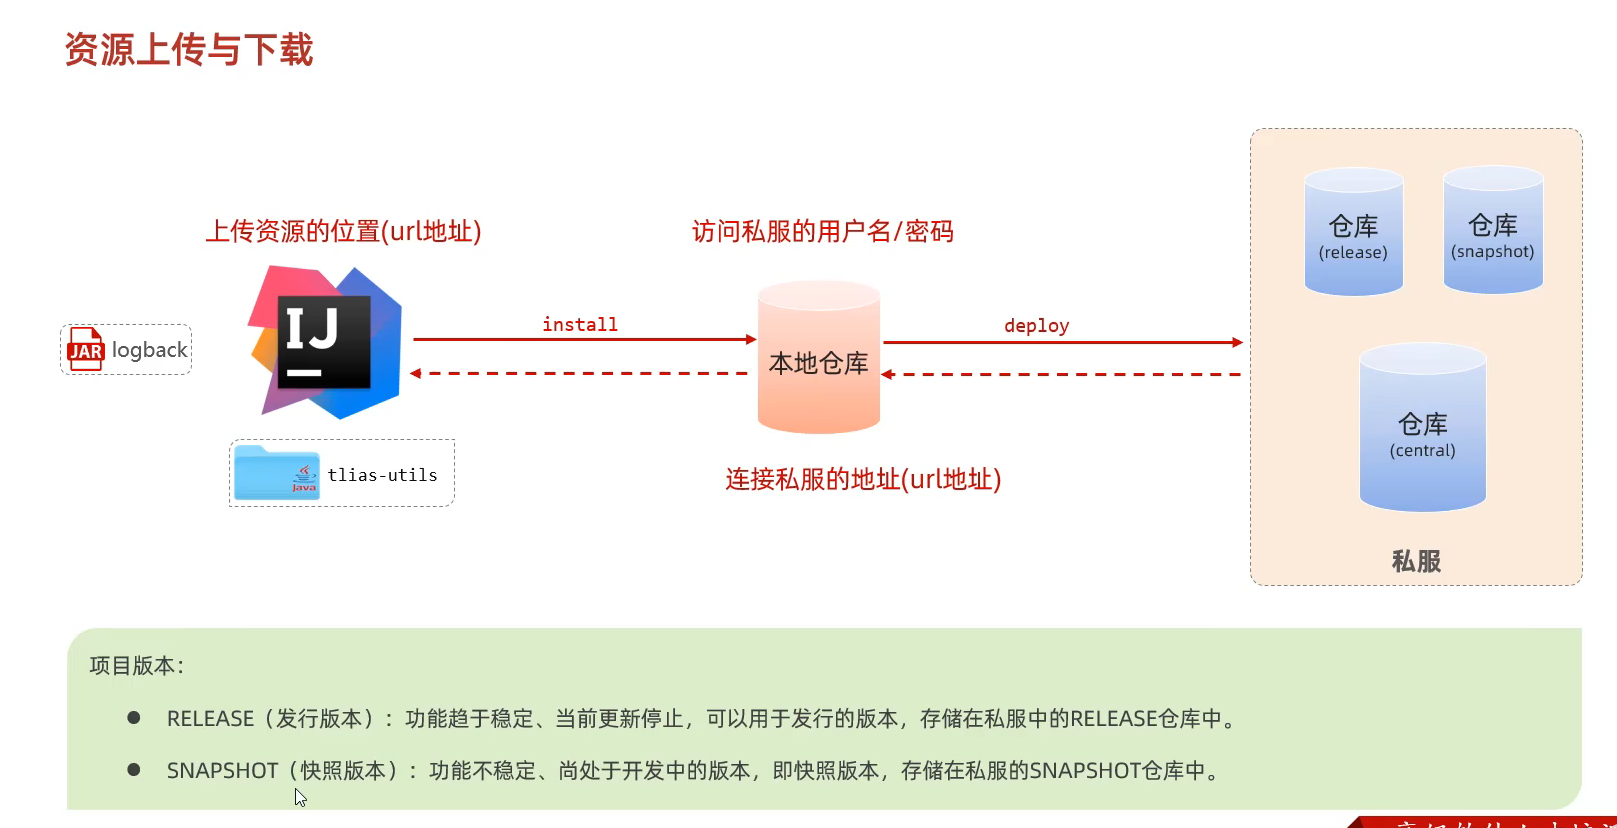 资源上传与下载
上传资源的位置(url地址)
访问私服的用户名/密码
仓库
(release)
仓库
(snapshot)
JAR logback
IJ
install
本地仓库
deploy
仓库
(central)
Java
tlias-utils
连接私服的地址(url地址)
私服
项目版本：
● RELEASE（发行版本）：功能趋于稳定、当前更新停止，可以用于发行的版本，存储在私服中的RELEASE仓库中。
● SNAPSHOT（快照版本）：功能不稳定、尚处于开发中的版本，即快照版本，存储在私服的SNAPSHOT仓库中。